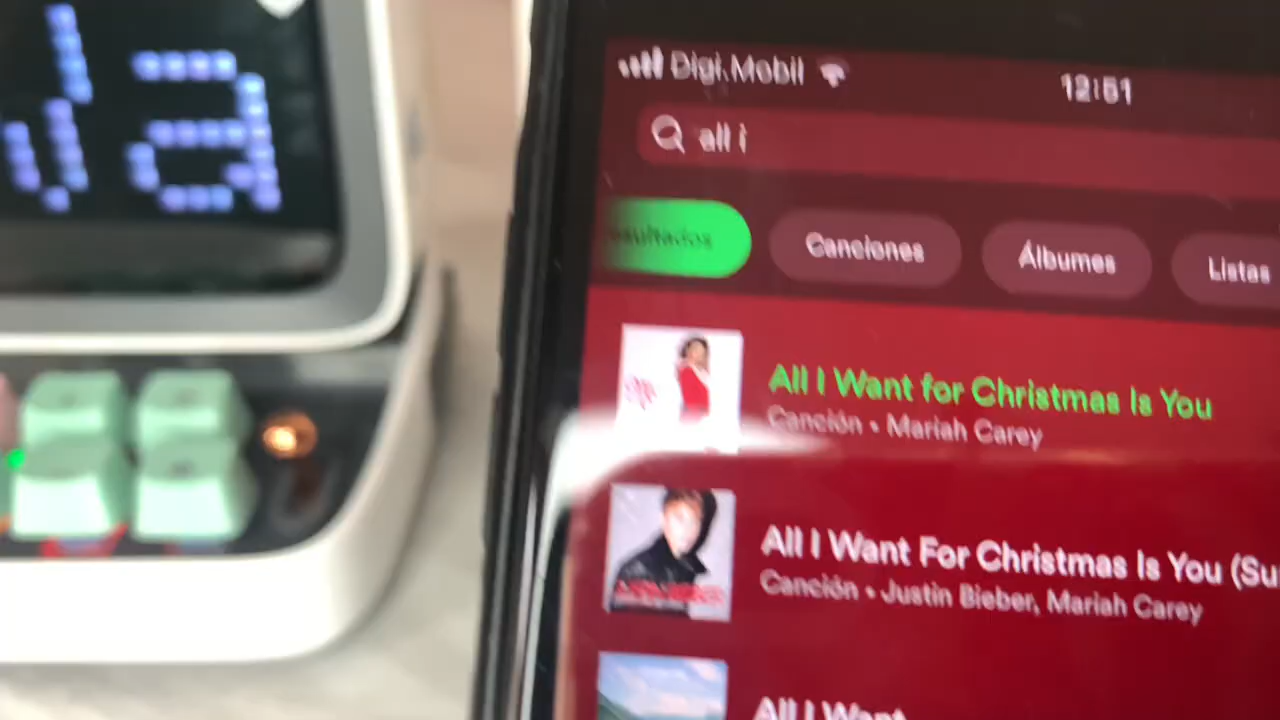 Va
Digi.Mobil 12:51
all i
Canciones Álbumes Listas
All I Want for Christmas Is You
Canción • Mariah Carey
All I Want For Christmas Is You (Su
Canción • Justin Bieber, Mariah Carey
All I Want